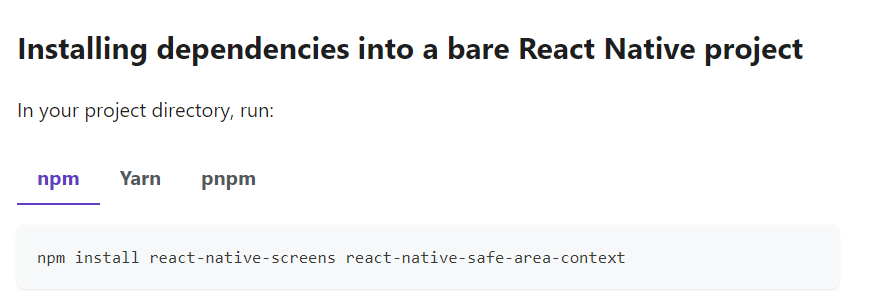 Installing dependencies into a bare React Native project
In your project directory, run:
npm Yarn pnpm
npm install react-native-screens react-native-safe-area-context